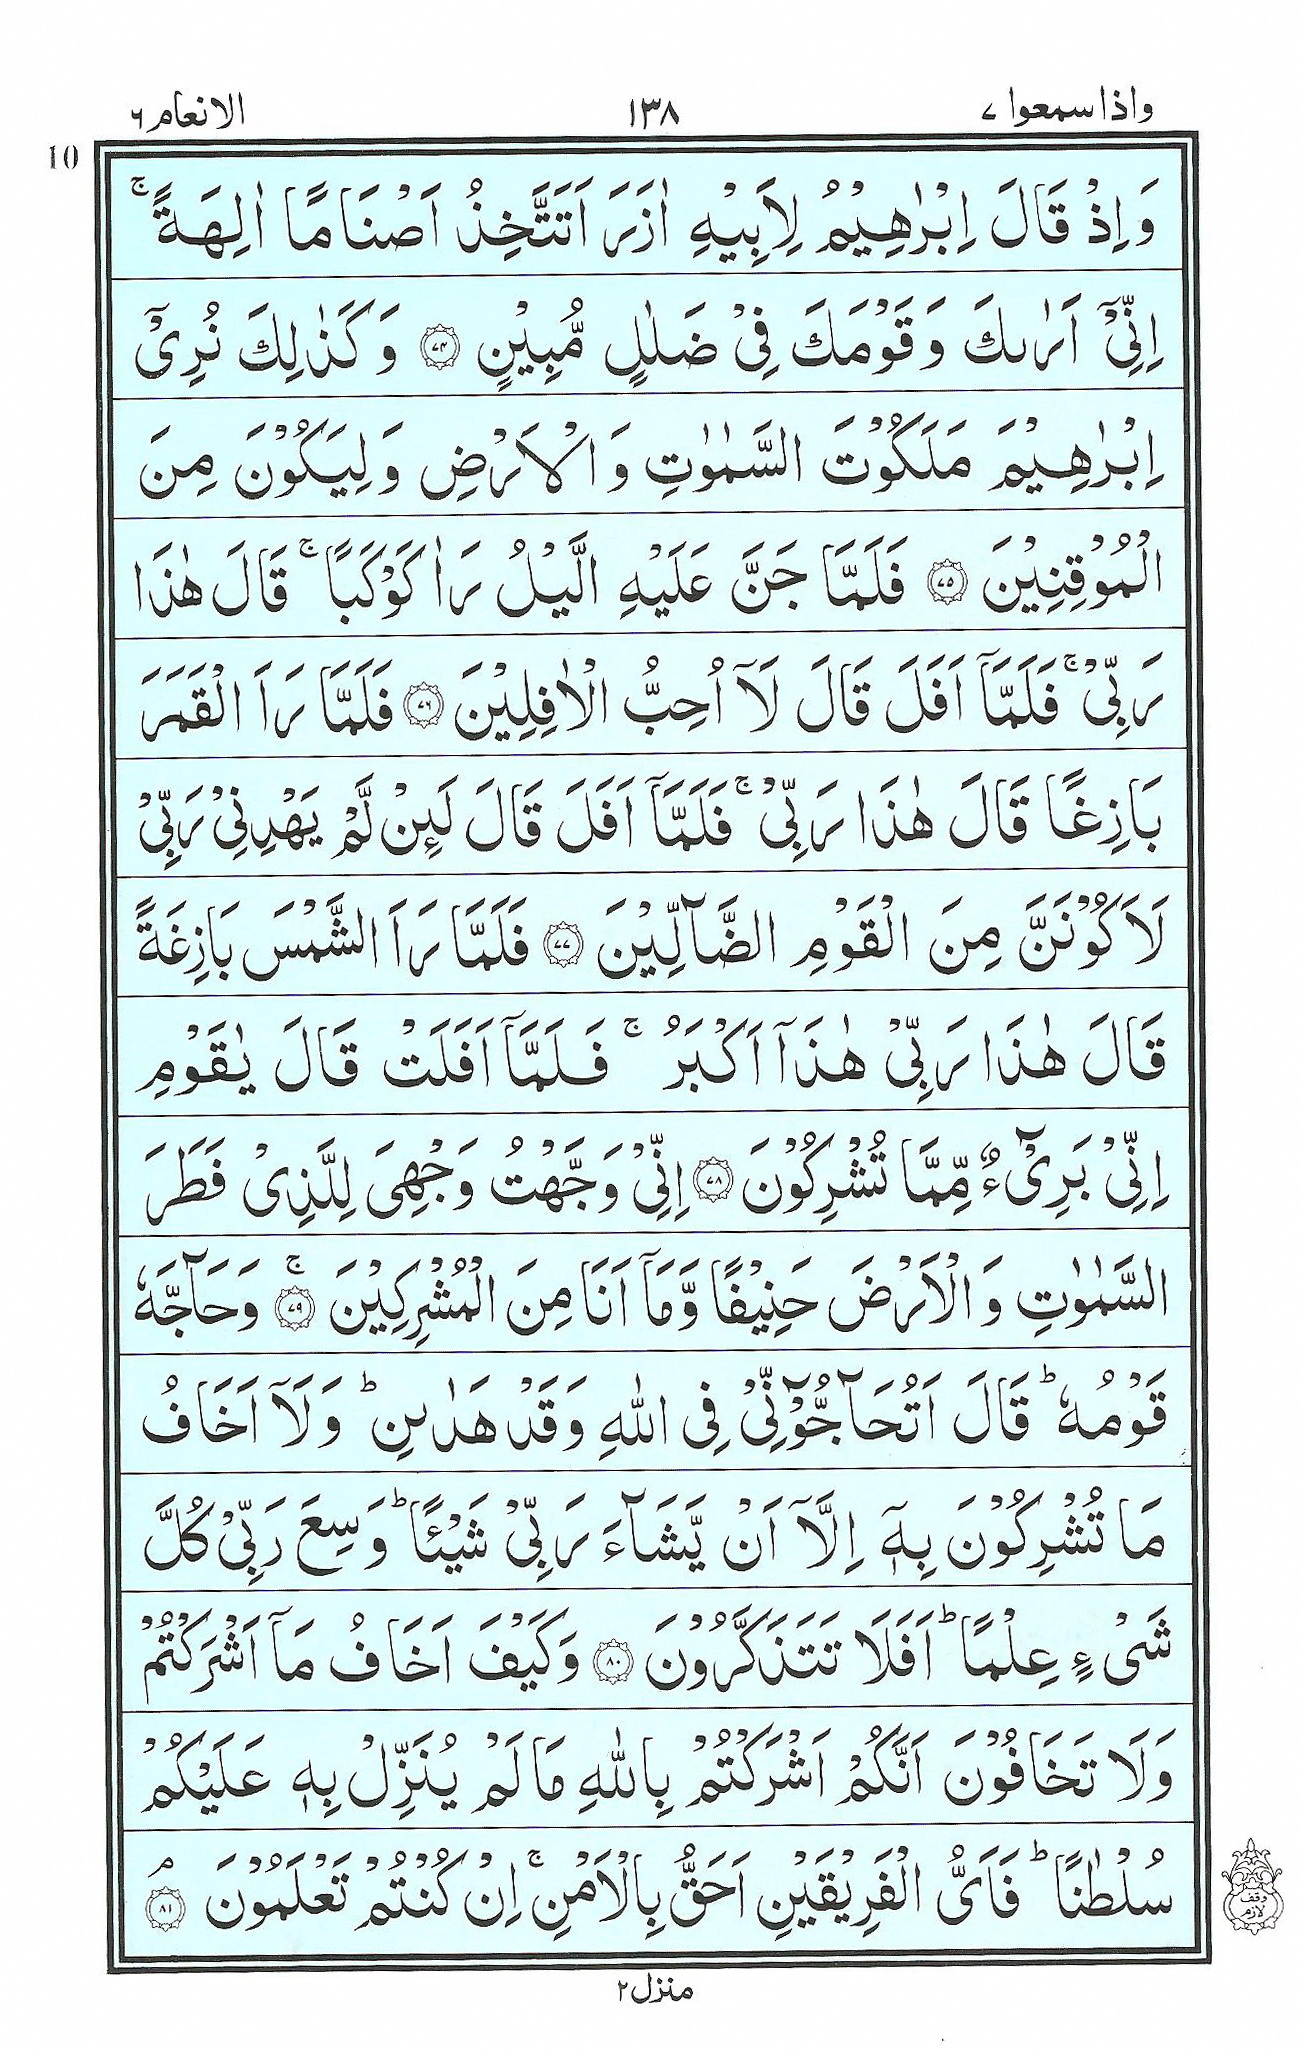 واذا سمعوا ٧ ١٣٨ الانعام ٦
10
وَاِذْ قَالَ اِبْرٰهِيْمُ لِاَبِيْهِ اٰزَرَ اَتَتَّخِذُ اَصْنَامًا اٰلِهَةً ۚ
اِنِّیْۤ اَرٰىكَ وَقَوْمَكَ فِیْ ضَلٰلٍ مُّبِيْنٍ ﴿٧٤﴾ وَكَذٰلِكَ نُرِیْۤ
اِبْرٰهِيْمَ مَلَكُوْتَ السَّمٰوٰتِ وَالْاَرْضِ وَلِيَكُوْنَ مِنَ
الْمُوْقِنِيْنَ ﴿٧٥﴾ فَلَمَّا جَنَّ عَلَيْهِ الَّيْلُ رَاٰ كَوْكَبًا ۚ قَالَ هٰذَا
رَبِّیْ ۚ فَلَمَّاۤ اَفَلَ قَالَ لَاۤ اُحِبُّ الْاٰفِلِيْنَ ﴿٧٦﴾ فَلَمَّا رَاَ الْقَمَرَ
بَازِغًا قَالَ هٰذَا رَبِّیْ ۚ فَلَمَّاۤ اَفَلَ قَالَ لَئِنْ لَّمْ يَهْدِنِیْ رَبِّیْ
لَاَكُوْنَنَّ مِنَ الْقَوْمِ الضَّآلِّيْنَ ﴿٧٧﴾ فَلَمَّا رَاَ الشَّمْسَ بَازِغَةً
قَالَ هٰذَا رَبِّیْ هٰذَاۤ اَكْبَرُ ۚ فَلَمَّاۤ اَفَلَتْ قَالَ يٰقَوْمِ
اِنِّیْ بَرِیْٓءٌ مِّمَّا تُشْرِكُوْنَ ﴿٧٨﴾ اِنِّیْ وَجَّهْتُ وَجْهِیَ لِلَّذِیْ فَطَرَ
السَّمٰوٰتِ وَالْاَرْضَ حَنِيْفًا وَّمَاۤ اَنَا مِنَ الْمُشْرِكِيْنَ ﴿٧٩﴾ ۚ وَحَآجَّهٗ
قَوْمُهٗ ؕ قَالَ اَتُحَآجُّوْٓنِّیْ فِی اللّٰهِ وَقَدْ هَدٰىنِ ؕ وَلَاۤ اَخَافُ
مَا تُشْرِكُوْنَ بِهٖۤ اِلَّاۤ اَنْ يَّشَآءَ رَبِّیْ شَيْئًا ؕ وَسِعَ رَبِّیْ كُلَّ
شَیْءٍ عِلْمًا ؕ اَفَلَا تَتَذَكَّرُوْنَ ﴿٨٠﴾ وَكَيْفَ اَخَافُ مَاۤ اَشْرَكْتُمْ
وَلَا تَخَافُوْنَ اَنَّكُمْ اَشْرَكْتُمْ بِاللّٰهِ مَا لَمْ يُنَزِّلْ بِهٖ عَلَيْكُمْ
سُلْطٰنًا ؕ فَاَیُّ الْفَرِيْقَيْنِ اَحَقُّ بِالْاَمْنِ ۚ اِنْ كُنْتُمْ تَعْلَمُوْنَ ﴿٨١﴾ ۘ
وقف
لازم
منزل ٢